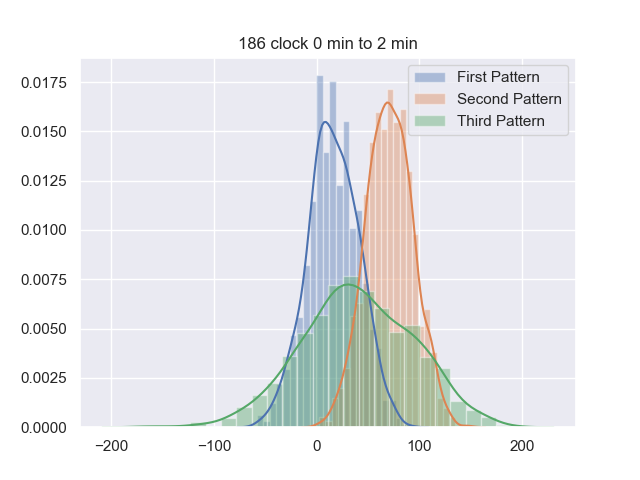 186 clock 0 min to 2 min
First Pattern
Second Pattern
Third Pattern
0.0175
0.0150
0.0125
0.0100
0.0075
0.0050
0.0025
0.0000
−200 −100 0 100 200